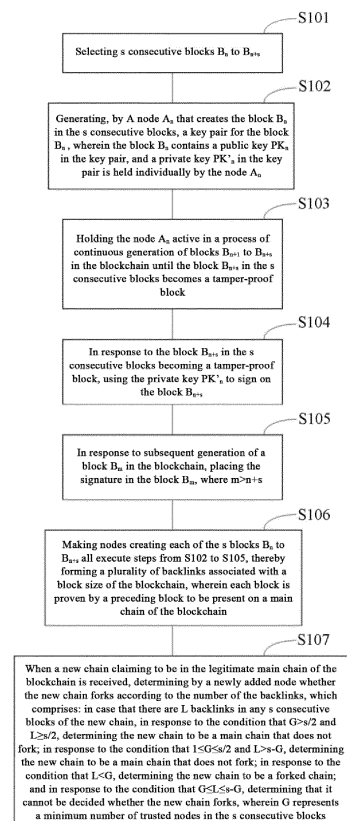 S101
Selecting s consecutive blocks Bn to Bn+s
S102
Generating, by A node An that creates the block Bn
in the s consecutive blocks, a key pair for the block
Bn , wherein the block Bn contains a public key PKn
in the key pair, and a private key PK’n in the key
pair is held individually by the node An
S103
Holding the node An active in a process of
continuous generation of blocks Bn+1 to Bn+s
in the blockchain until the block Bn+s in the s
consecutive blocks becomes a tamper-proof
block
S104
In response to the block Bn+s in the s
consecutive blocks becoming a tamper-proof
block, using the private key PK’n to sign on
the block Bn+s
S105
In response to subsequent generation of a
block Bm in the blockchain, placing the
signature in the block Bm, where m>n+s
S106
Making nodes creating each of the s blocks Bn to
Bn+s all execute steps from S102 to S105, thereby
forming a plurality of backlinks associated with a
block size of the blockchain, wherein each block is
proven by a preceding block to be present on a main
chain of the blockchain
S107
When a new chain claiming to be in the legitimate main chain of the
blockchain is received, determining by a newly added node whether
the new chain forks according to the number of the backlinks, which
comprises: in case that there are L backlinks in any s consecutive
blocks of the new chain, in response to the condition that G>s/2 and
L≥s/2, determining the new chain to be a main chain that does not
fork; in response to the condition that 1≤G≤s/2 and L>s-G, determining
the new chain to be a main chain that does not fork; in response to the
condition that L<G, determining the new chain to be a forked chain;
and in response to the condition that G≤L≤s-G, determining that it
cannot be decided whether the new chain forks, wherein G represents
a minimum number of trusted nodes in the s consecutive blocks